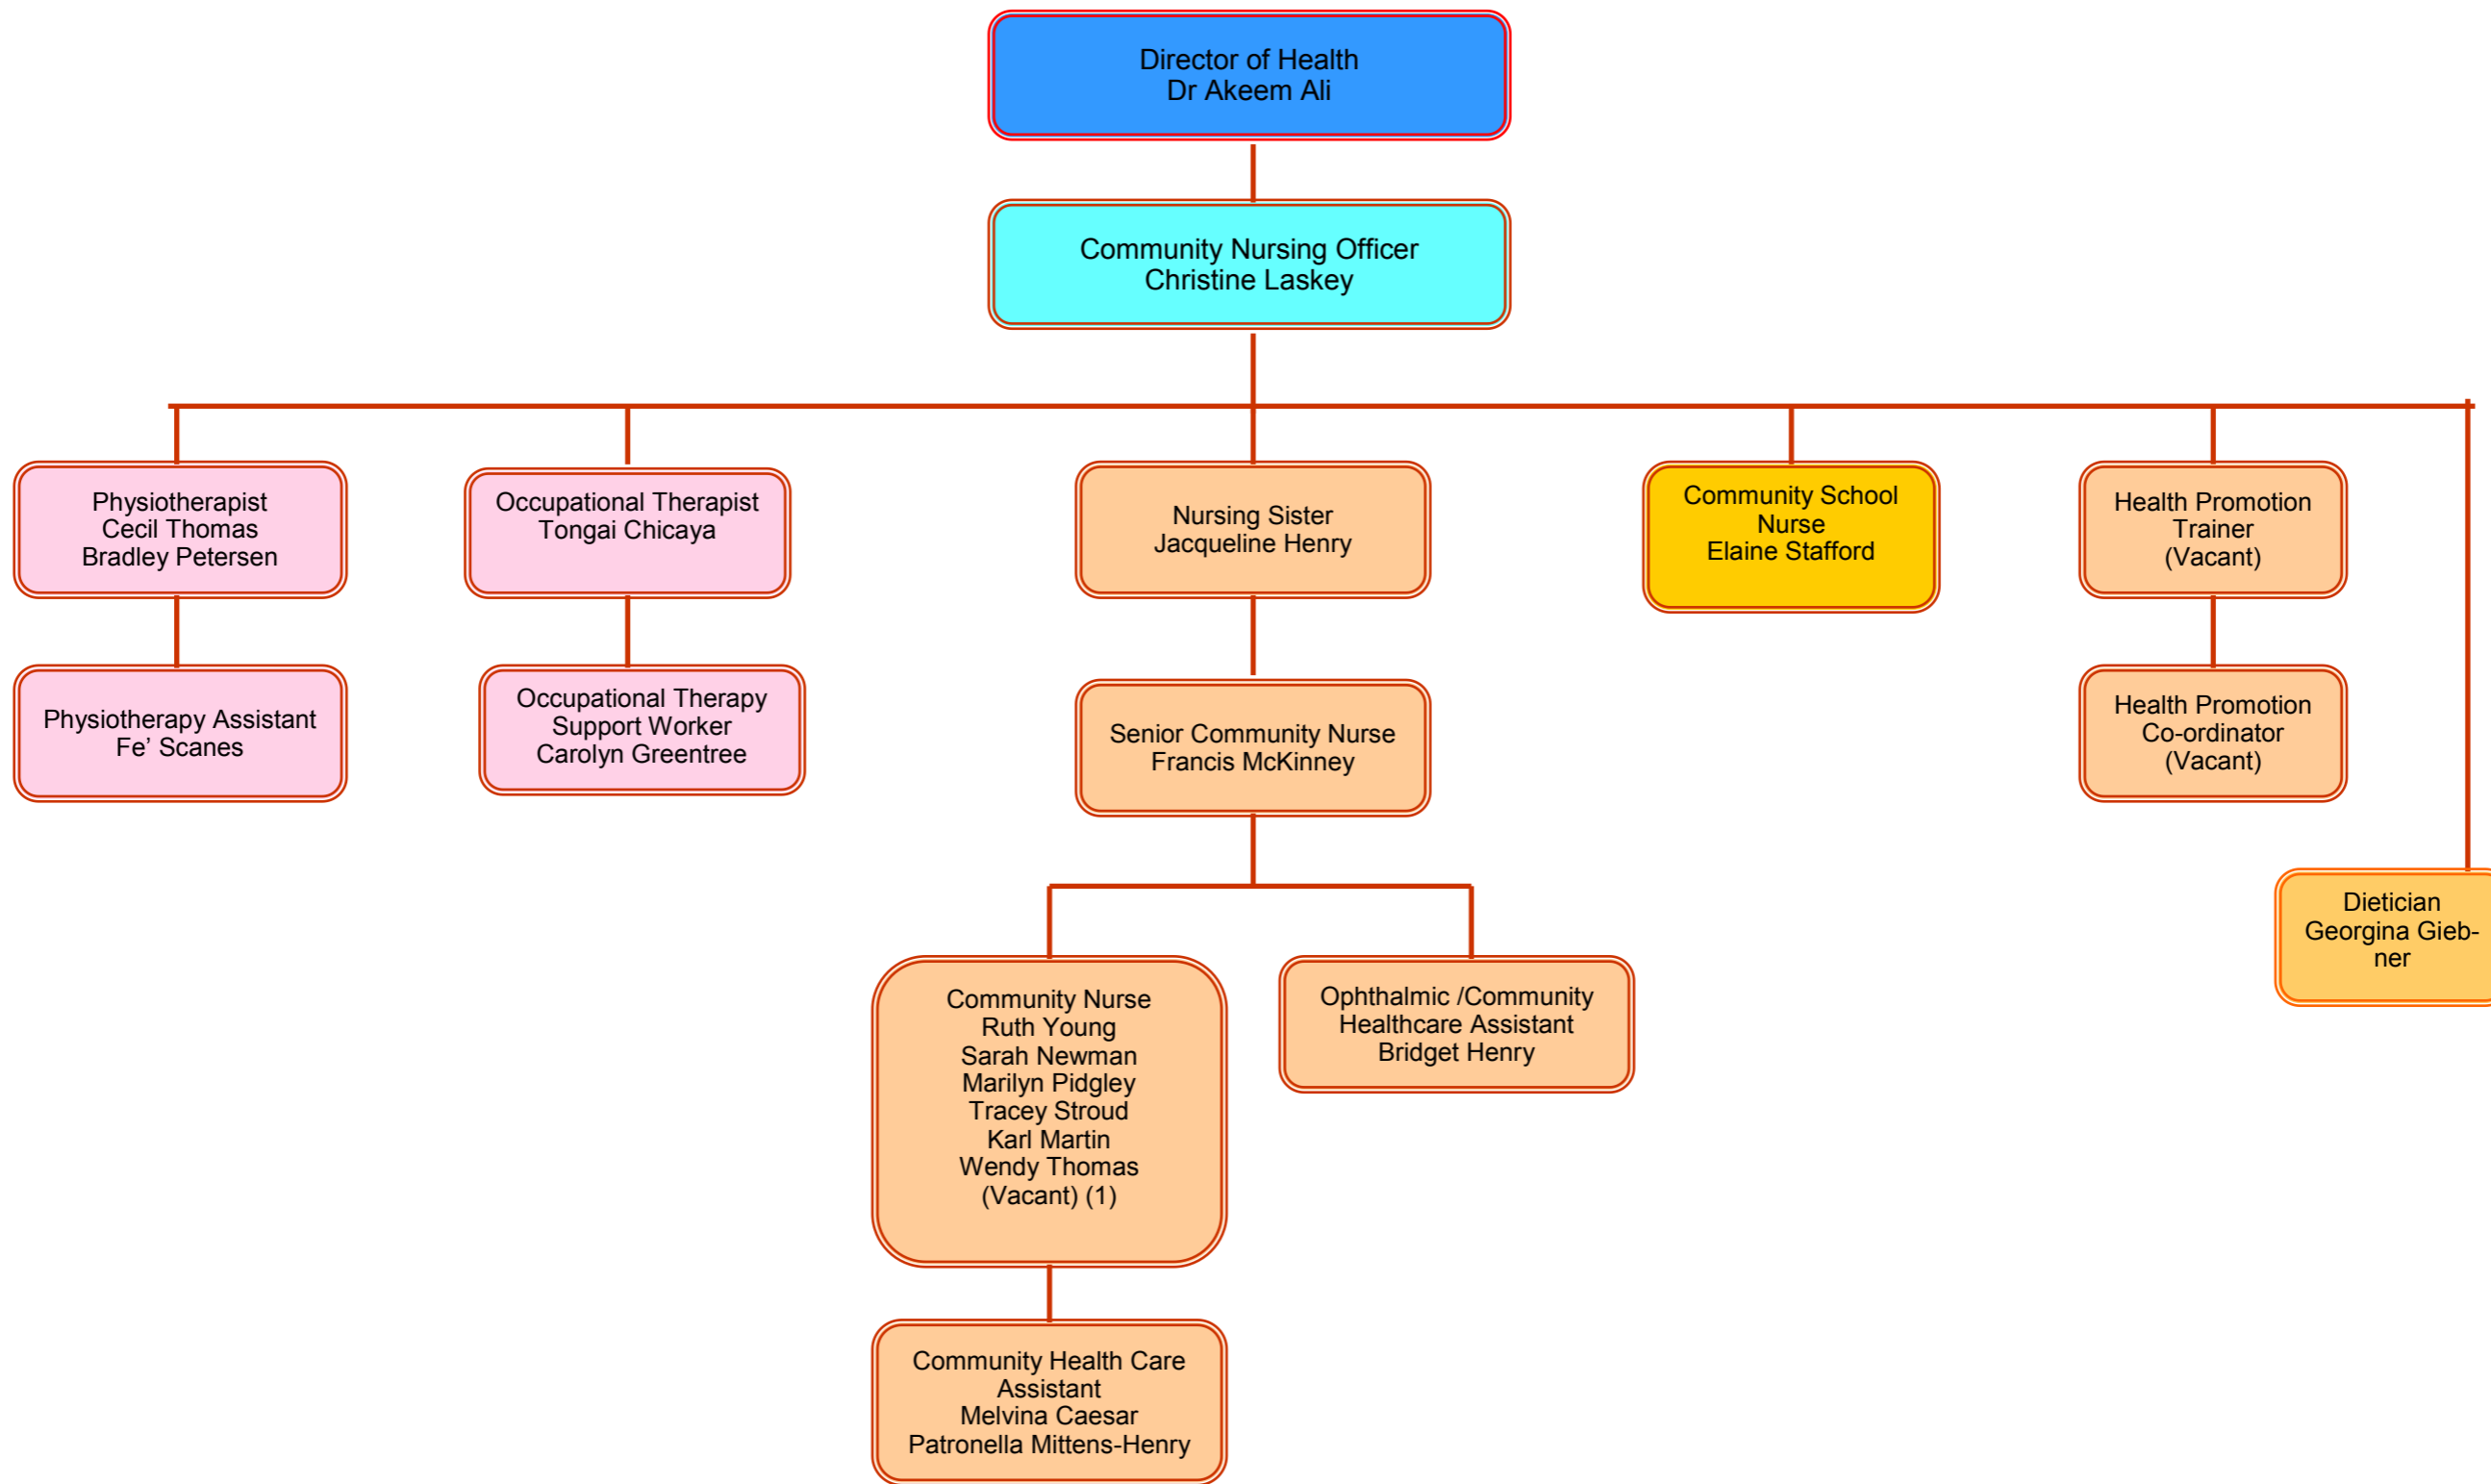 Director of Health
Dr Akeem Ali
Community Nursing Officer
Christine Laskey
Physiotherapist
Cecil Thomas
Bradley Petersen
Occupational Therapist
Tongai Chicaya
Nursing Sister
Jacqueline Henry
Community School
Nurse
Elaine Stafford
Health Promotion
Trainer
(Vacant)
Physiotherapy Assistant
Fe’ Scanes
Occupational Therapy
Support Worker
Carolyn Greentree
Senior Community Nurse
Francis McKinney
Health Promotion
Co-ordinator
(Vacant)
Dietician
Georgina Gieb-
ner
Community Nurse
Ruth Young
Sarah Newman
Marilyn Pidgley
Tracey Stroud
Karl Martin
Wendy Thomas
(Vacant) (1)
Ophthalmic /Community
Healthcare Assistant
Bridget Henry
Community Health Care
Assistant
Melvina Caesar
Patronella Mittens-Henry